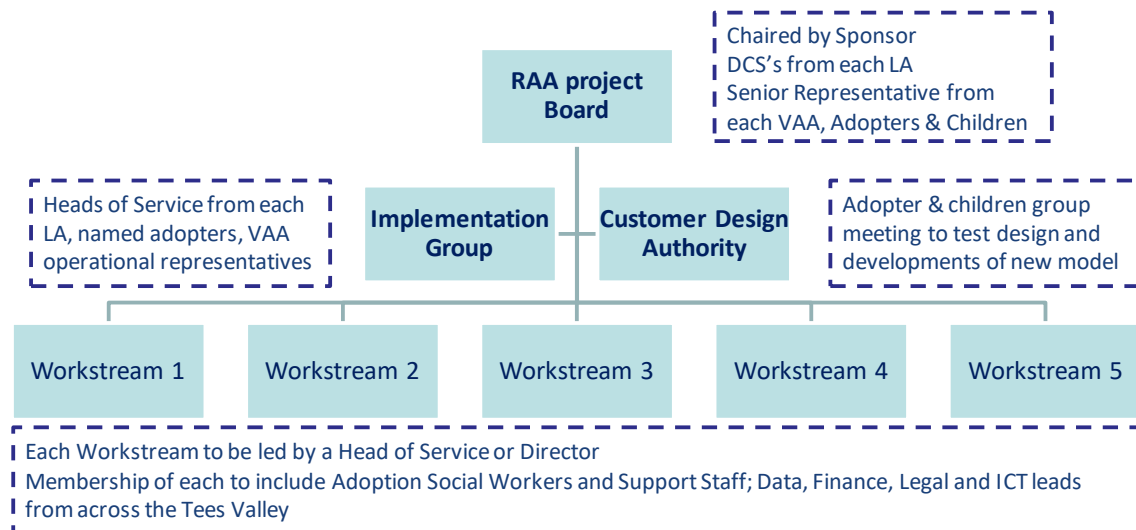 Chaired by Sponsor
DCS’s from each LA
Senior Representative from
each VAA, Adopters & Children
RAA project
Board
Heads of Service from each
LA, named adopters, VAA
operational representatives
Implementation
Group
Customer Design
Authority
Adopter & children group
meeting to test design and
developments of new model
Workstream 1
Workstream 2
Workstream 3
Workstream 4
Workstream 5
Each Workstream to be led by a Head of Service or Director
Membership of each to include Adoption Social Workers and Support Staff; Data, Finance, Legal and ICT leads
from across the Tees Valley